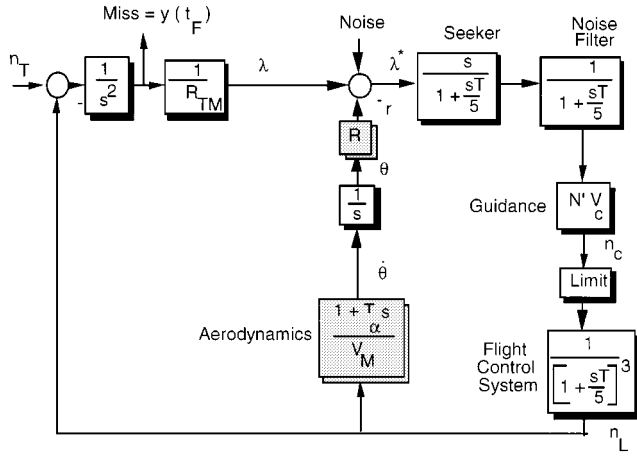 Miss = y ( t F )
Noise
Seeker
Noise
Filter
n T
-
1
s 2
1
R TM
λ
λ *
- r
s
1 + sT
5
1
1 + sT
5
R
θ
1
s
θ̇
Guidance
N' V c
n c
Limit
Aerodynamics
1 + T α s
V M
Flight
Control
System
1
[ 1 + sT ] 3
5
n L